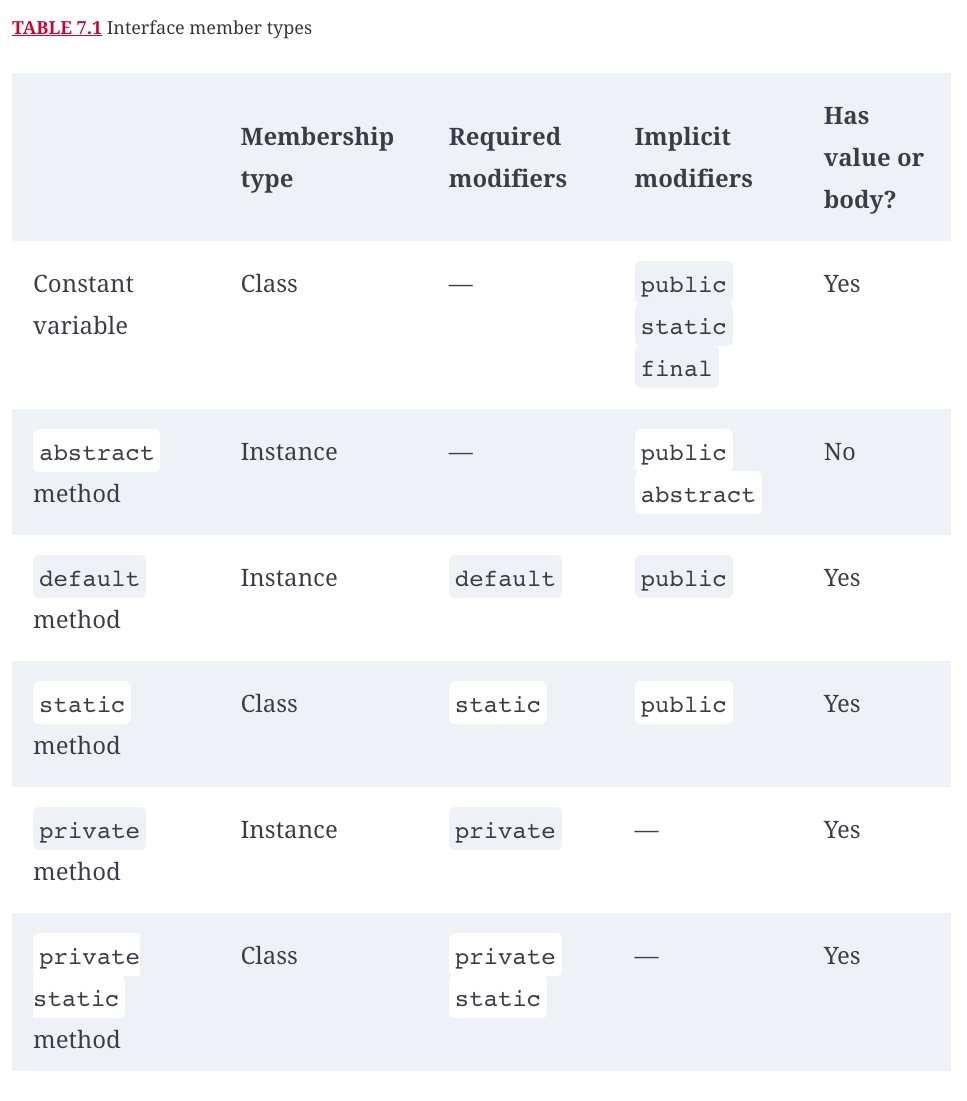 TABLE 7.1 Interface member types
Has
Membership Required Implicit value or
type modifiers modifiers body?
Constant Class — public Yes
variable static
final
abstract Instance — public No
method abstract
default Instance default public Yes
method
static Class static public Yes
method
private Instance private — Yes
method
private Class private — Yes
static static
method